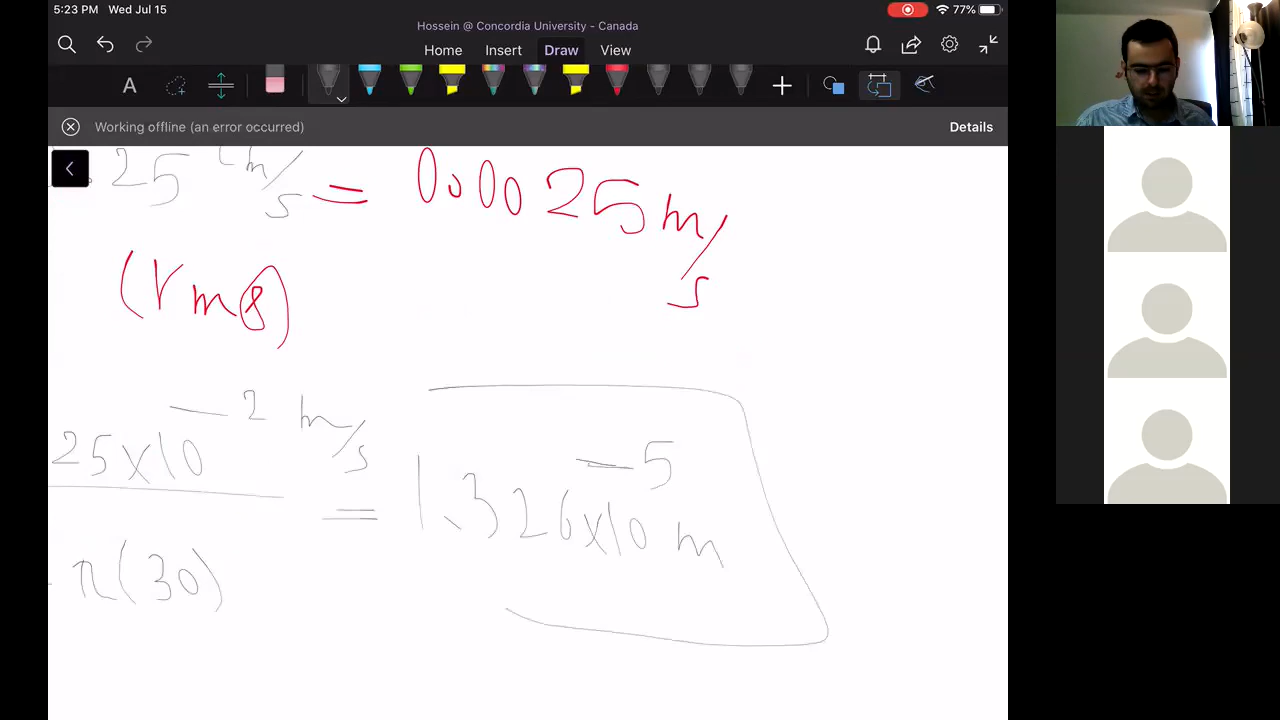 5:23 PM Wed Jul 15
77%
Hossein @ Concordia University - Canada
Home Insert Draw View
A
Working offline (an error occurred)
Details
.25 cm/s = 0.0025 m/s
(rms)
25×10^-2 m/s
= 1.326×10^-5 m
π(30)